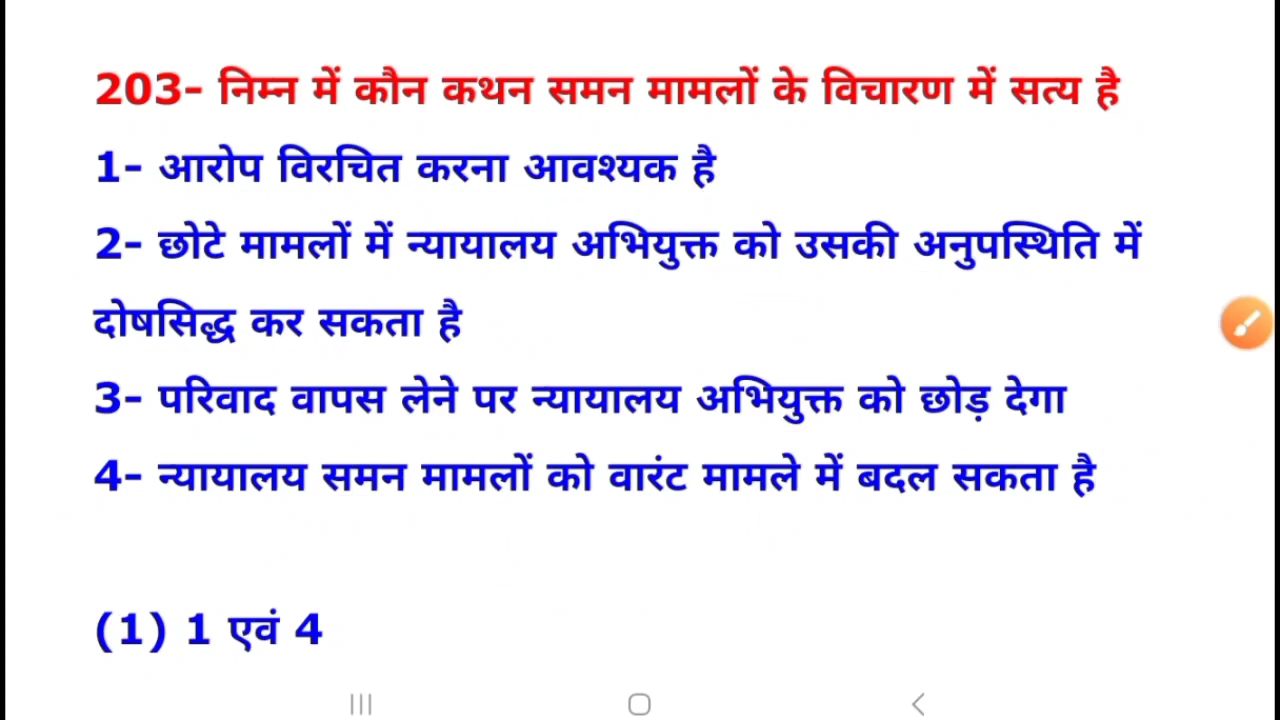 203- निम्न में कौन कथन समन मामलों के विचारण में सत्य है
1- आरोप विरचित करना आवश्यक है
2- छोटे मामलों में न्यायालय अभियुक्त को उसकी अनुपस्थिति में
दोषसिद्ध कर सकता है
3- परिवाद वापस लेने पर न्यायालय अभियुक्त को छोड़ देगा
4- न्यायालय समन मामलों को वारंट मामले में बदल सकता है
(1) 1 एवं 4